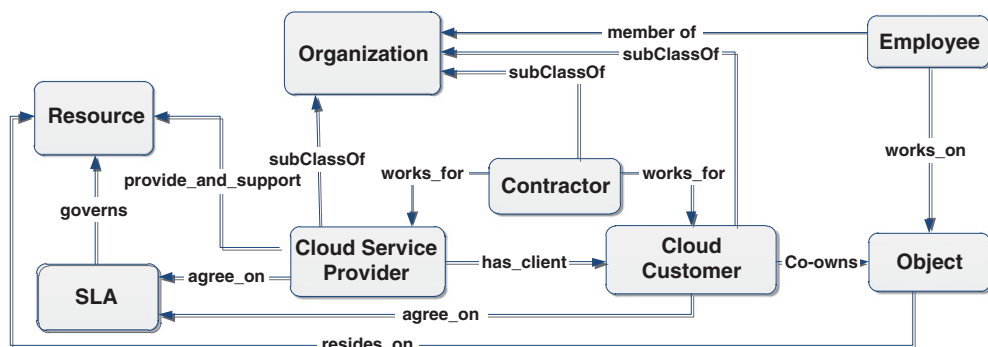 member of
Employee
Organization
subClassOf
subClassOf
Resource
subClassOf
works_on
provide_and_support
works_for
Contractor
works_for
governs
Cloud Service
Provider
has_client
Cloud
Customer
Co-owns
Object
agree_on
SLA
agree_on
resides_on